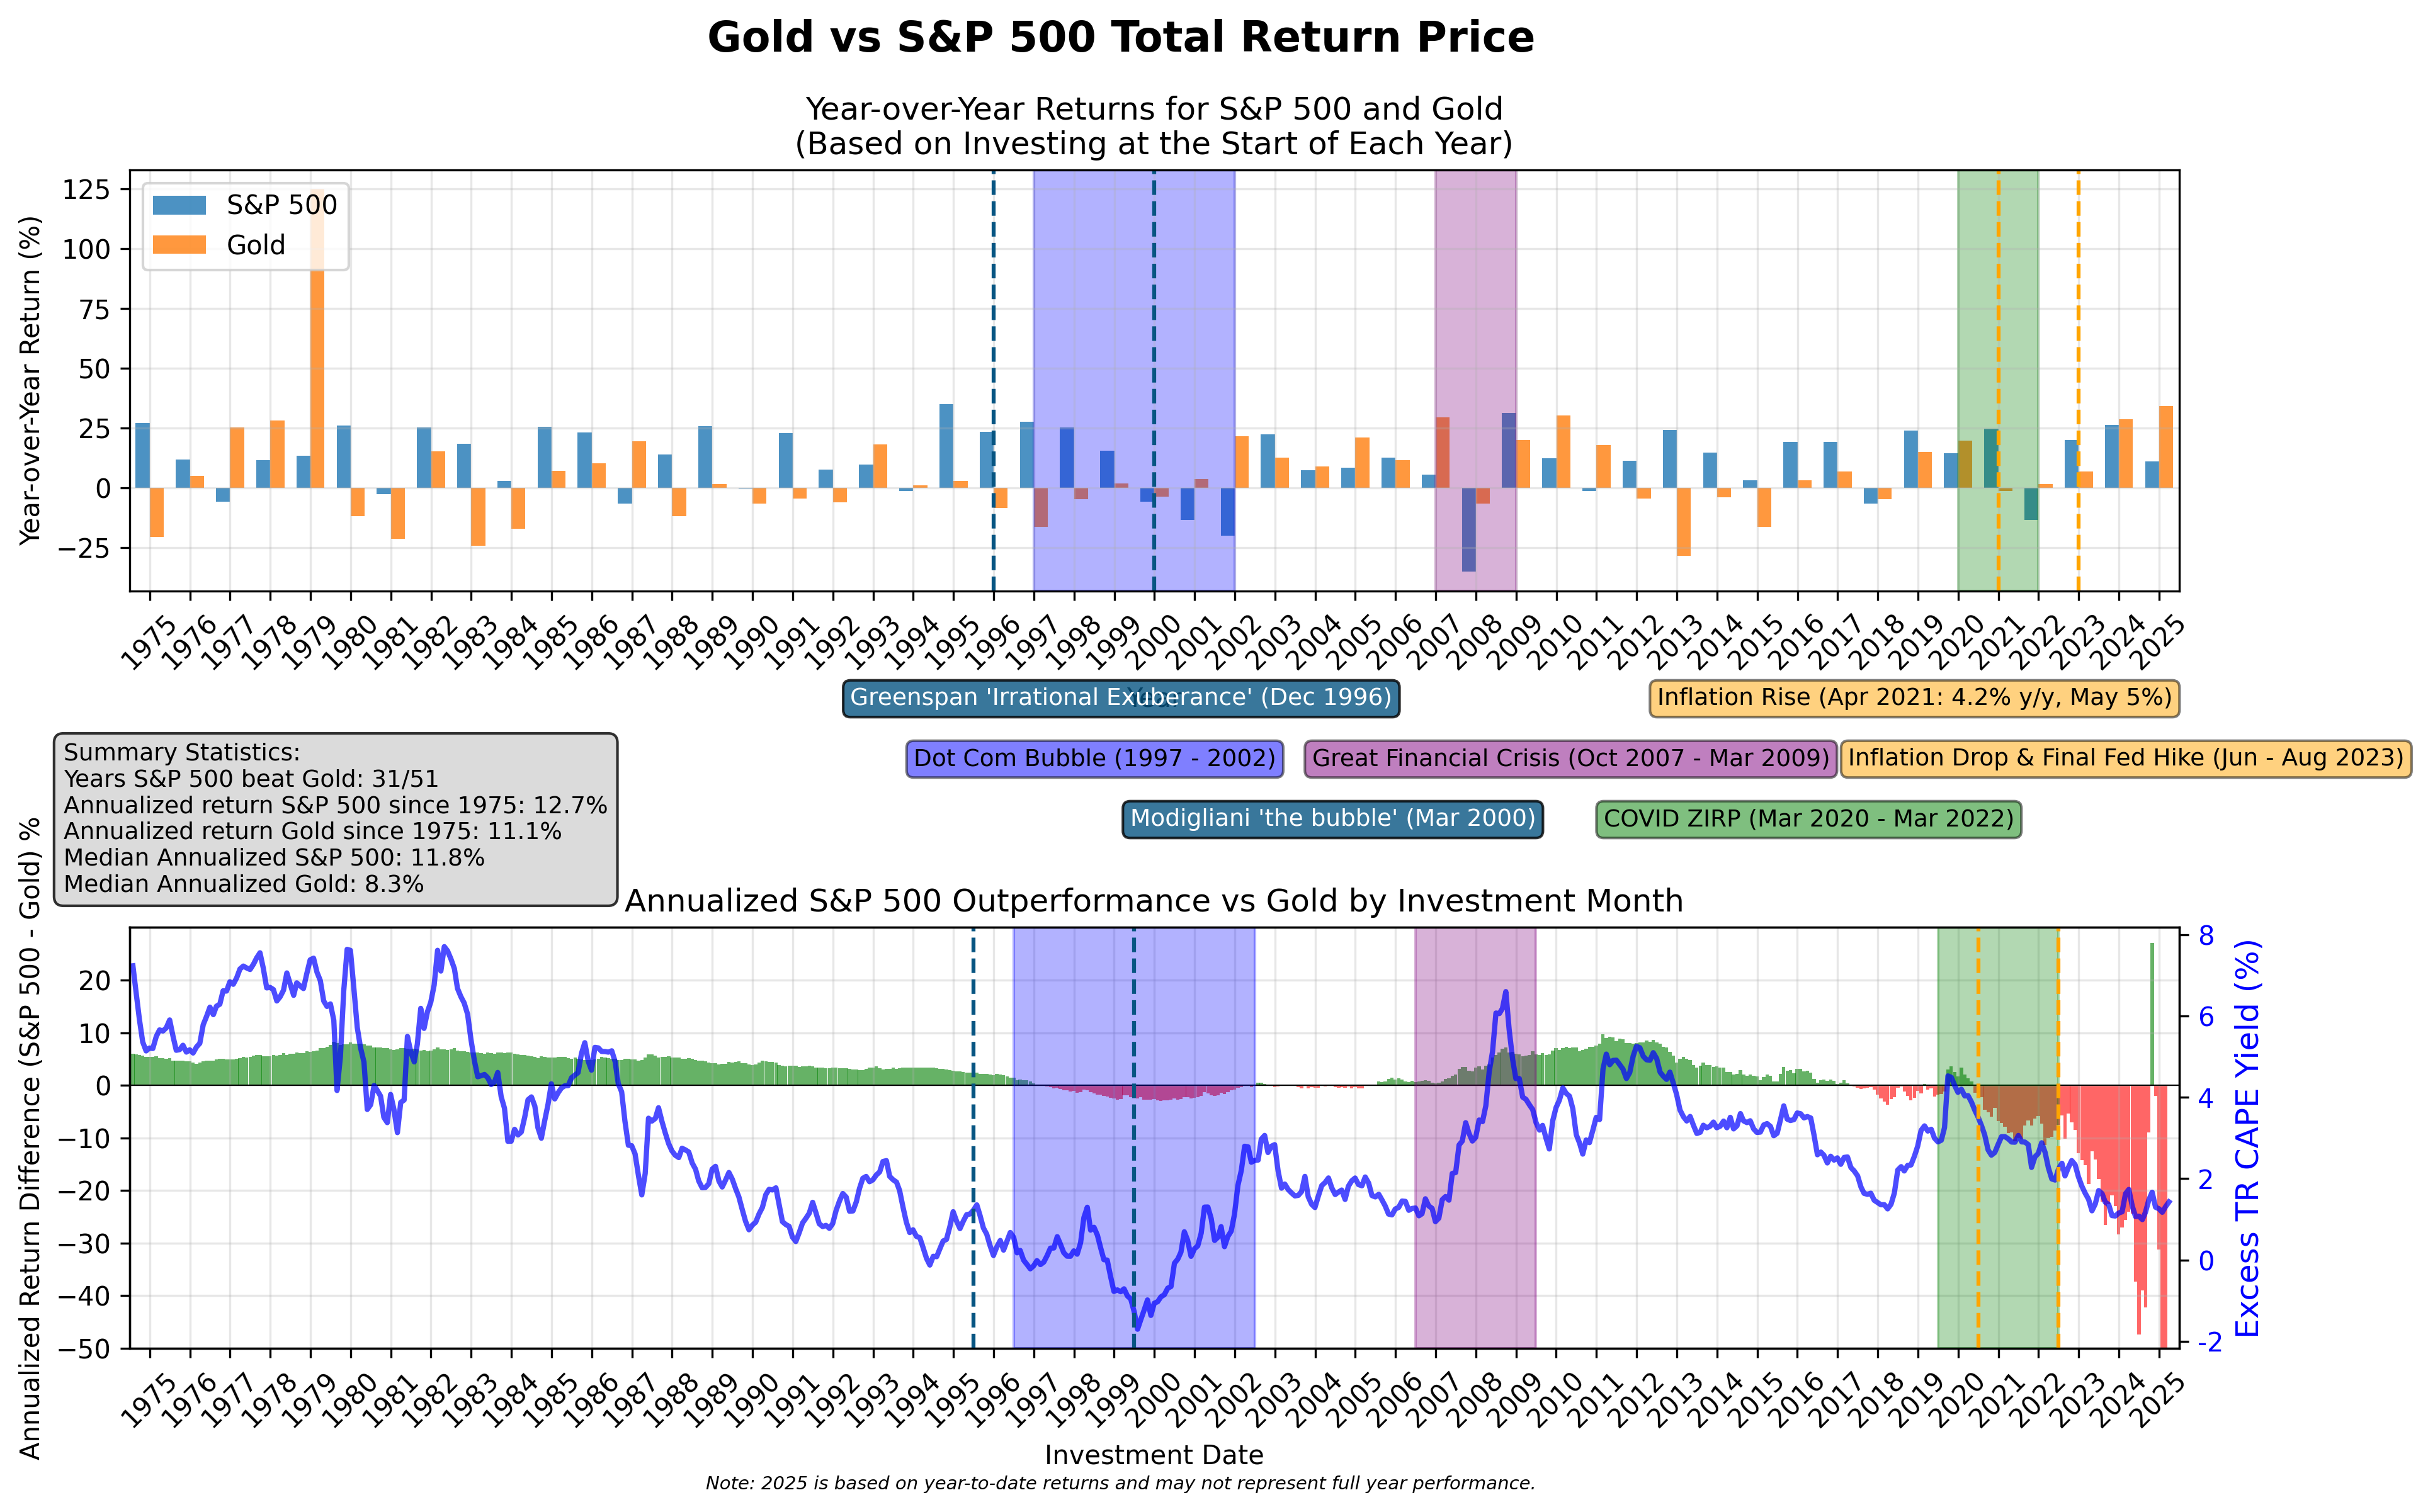 Gold vs S&P 500 Total Return Price
Year-over-Year Returns for S&P 500 and Gold
(Based on Investing at the Start of Each Year)
Year-over-Year Return (%)
125
100
75
50
25
0
−25
S&P 500
Gold
1975 1976 1977 1978 1979 1980 1981 1982 1983 1984 1985 1986 1987 1988 1989 1990 1991 1992 1993 1994 1995 1996 1997 1998 1999 2000 2001 2002 2003 2004 2005 2006 2007 2008 2009 2010 2011 2012 2013 2014 2015 2016 2017 2018 2019 2020 2021 2022 2023 2024 2025
Greenspan 'Irrational Exuberance' (Dec 1996)
Inflation Rise (Apr 2021: 4.2% y/y, May 5%)
Dot Com Bubble (1997 - 2002)
Great Financial Crisis (Oct 2007 - Mar 2009)
Inflation Drop & Final Fed Hike (Jun - Aug 2023)
Modigliani 'the bubble' (Mar 2000)
COVID ZIRP (Mar 2020 - Mar 2022)
Summary Statistics:
Years S&P 500 beat Gold: 31/51
Annualized return S&P 500 since 1975: 12.7%
Annualized return Gold since 1975: 11.1%
Median Annualized S&P 500: 11.8%
Median Annualized Gold: 8.3%
Annualized S&P 500 Outperformance vs Gold by Investment Month
Annualized Return Difference (S&P 500 - Gold) %
20
10
0
−10
−20
−30
−40
−50
8
6
4
2
0
-2
Excess TR CAPE Yield (%)
1975 1976 1977 1978 1979 1980 1981 1982 1983 1984 1985 1986 1987 1988 1989 1990 1991 1992 1993 1994 1995 1996 1997 1998 1999 2000 2001 2002 2003 2004 2005 2006 2007 2008 2009 2010 2011 2012 2013 2014 2015 2016 2017 2018 2019 2020 2021 2022 2023 2024 2025
Investment Date
Note: 2025 is based on year-to-date returns and may not represent full year performance.